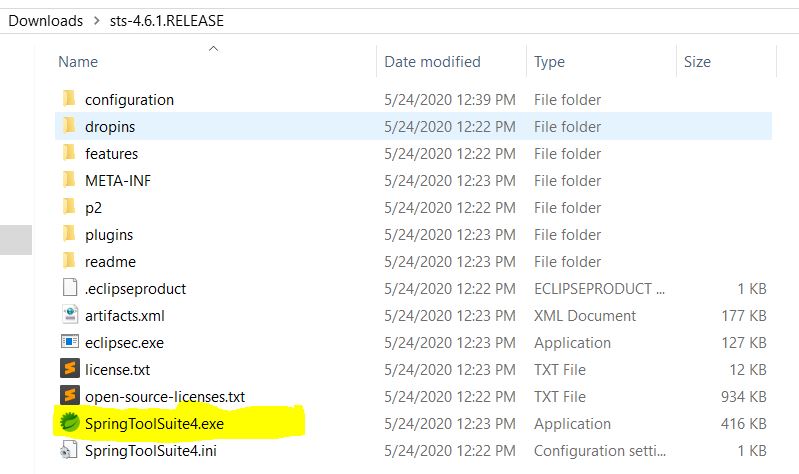 Downloads > sts-4.6.1.RELEASE
Name Date modified Type Size
configuration 5/24/2020 12:39 PM File folder
dropins 5/24/2020 12:22 PM File folder
features 5/24/2020 12:22 PM File folder
META-INF 5/24/2020 12:23 PM File folder
p2 5/24/2020 12:22 PM File folder
plugins 5/24/2020 12:23 PM File folder
readme 5/24/2020 12:23 PM File folder
.eclipseproduct 5/24/2020 12:22 PM ECLIPSEPRODUCT ... 1 KB
artifacts.xml 5/24/2020 12:23 PM XML Document 177 KB
eclipsec.exe 5/24/2020 12:23 PM Application 127 KB
license.txt 5/24/2020 12:23 PM TXT File 12 KB
open-source-licenses.txt 5/24/2020 12:22 PM TXT File 934 KB
SpringToolSuite4.exe 5/24/2020 12:23 PM Application 416 KB
SpringToolSuite4.ini 5/24/2020 12:22 PM Configuration setti... 1 KB